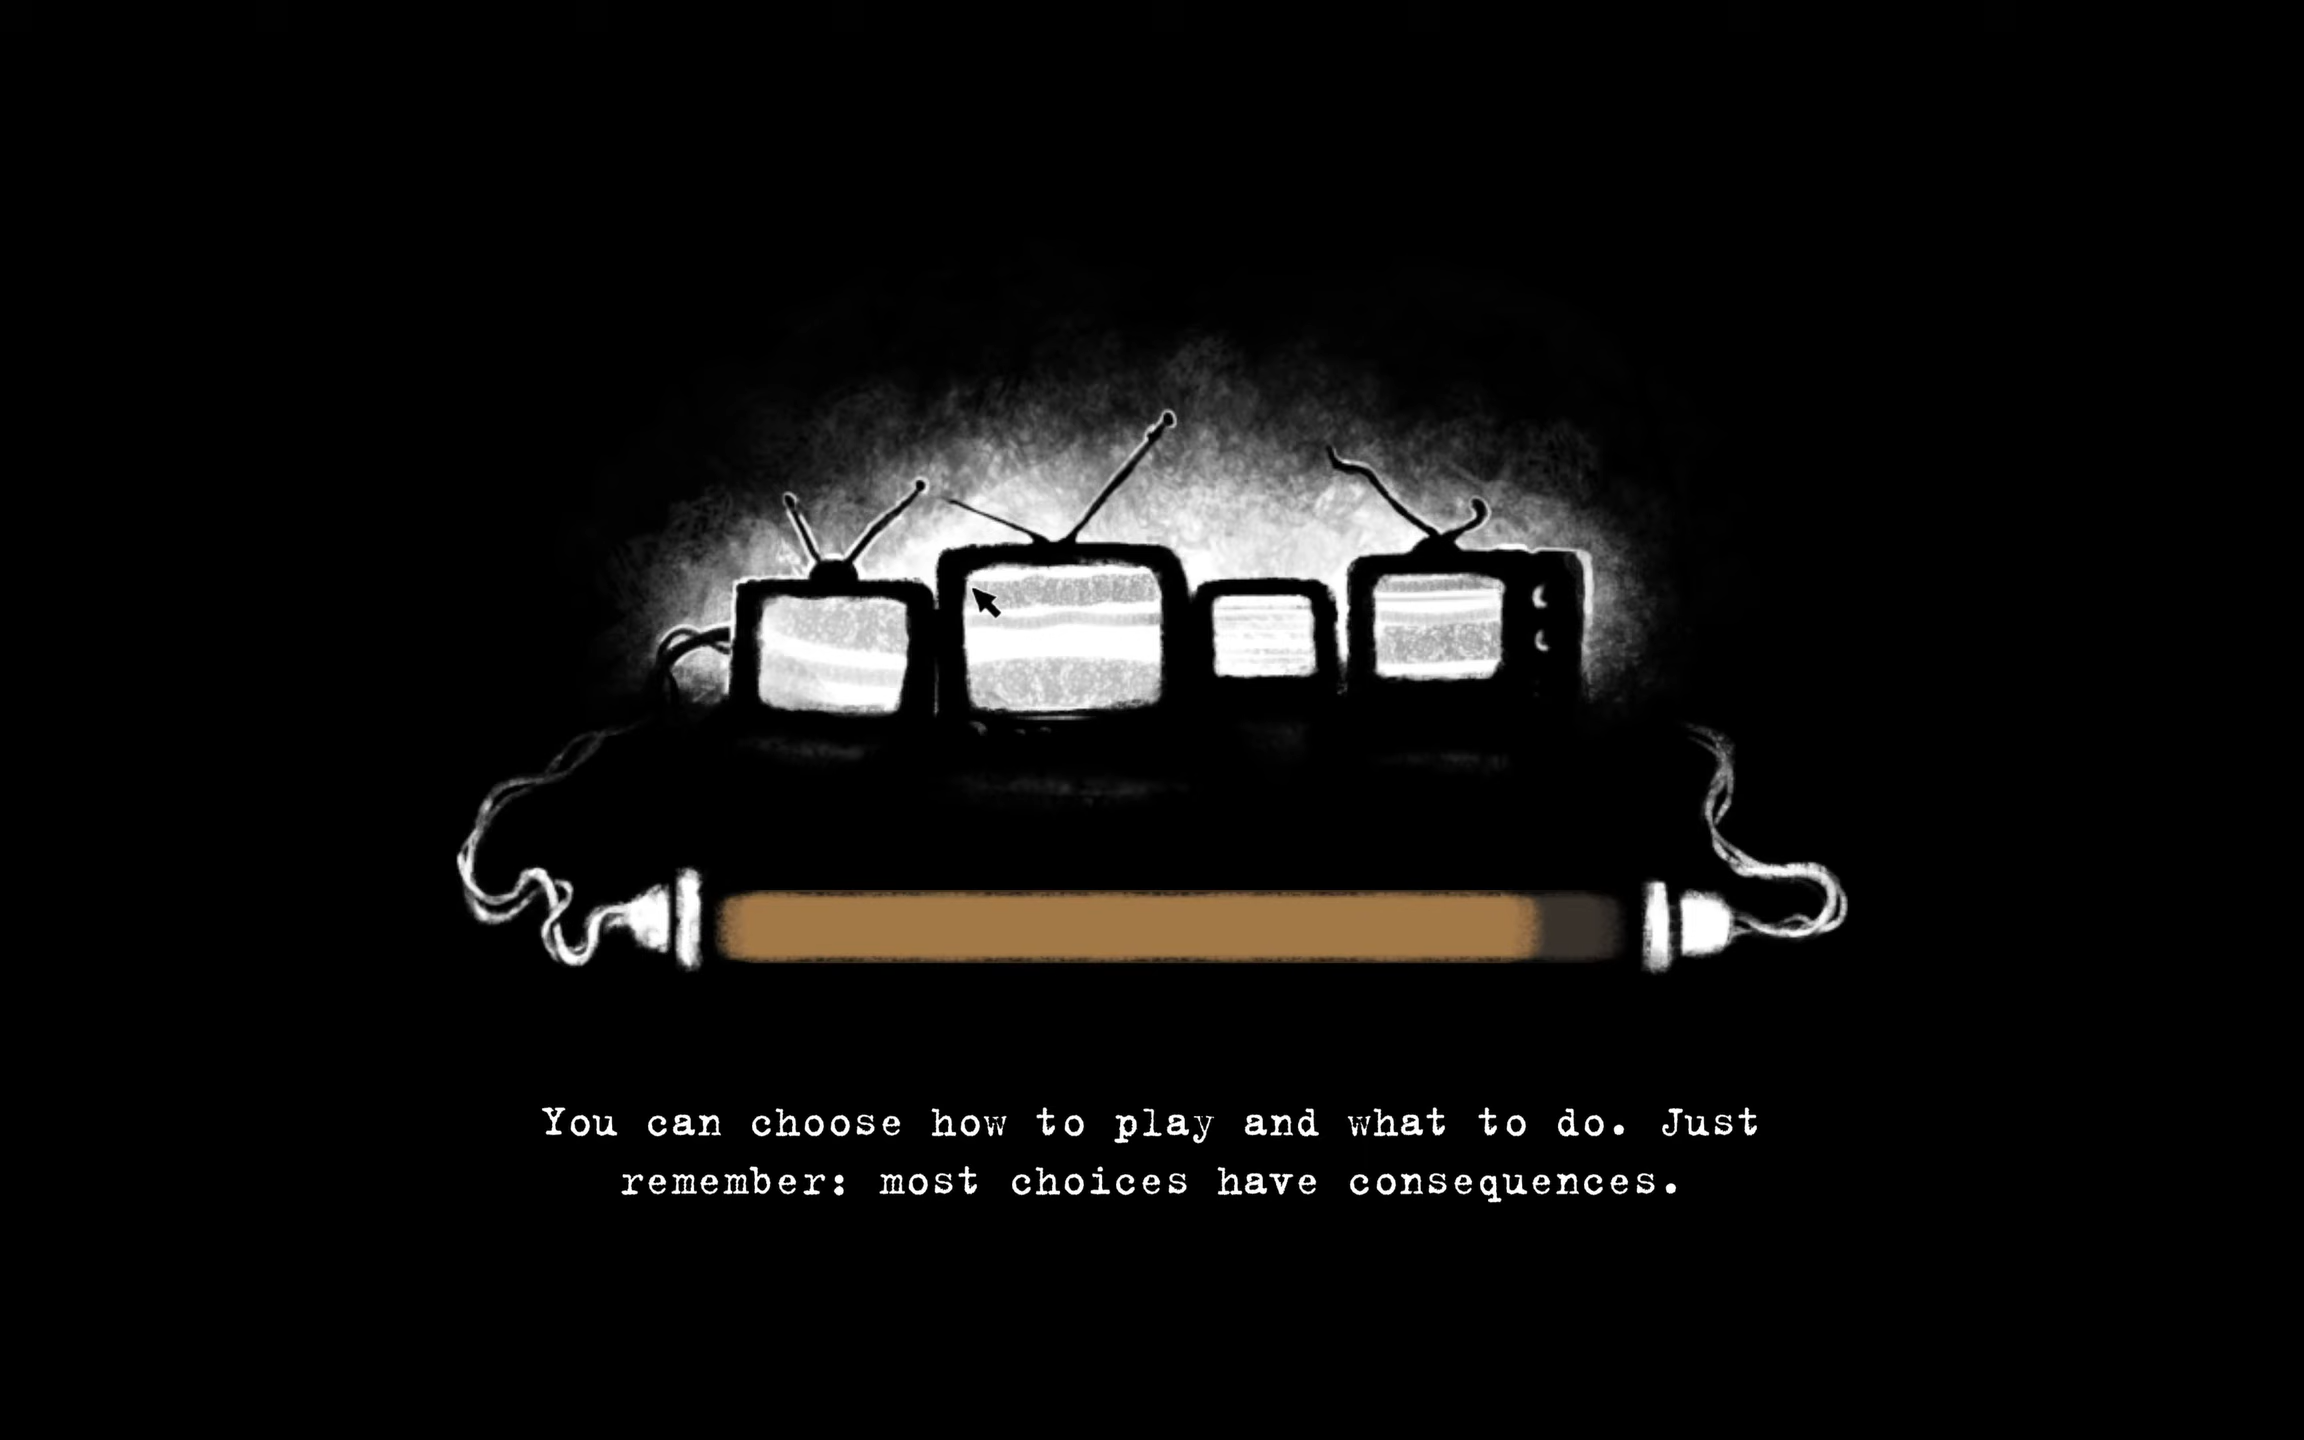 You can choose how to play and what to do. Just
remember: most choices have consequences.